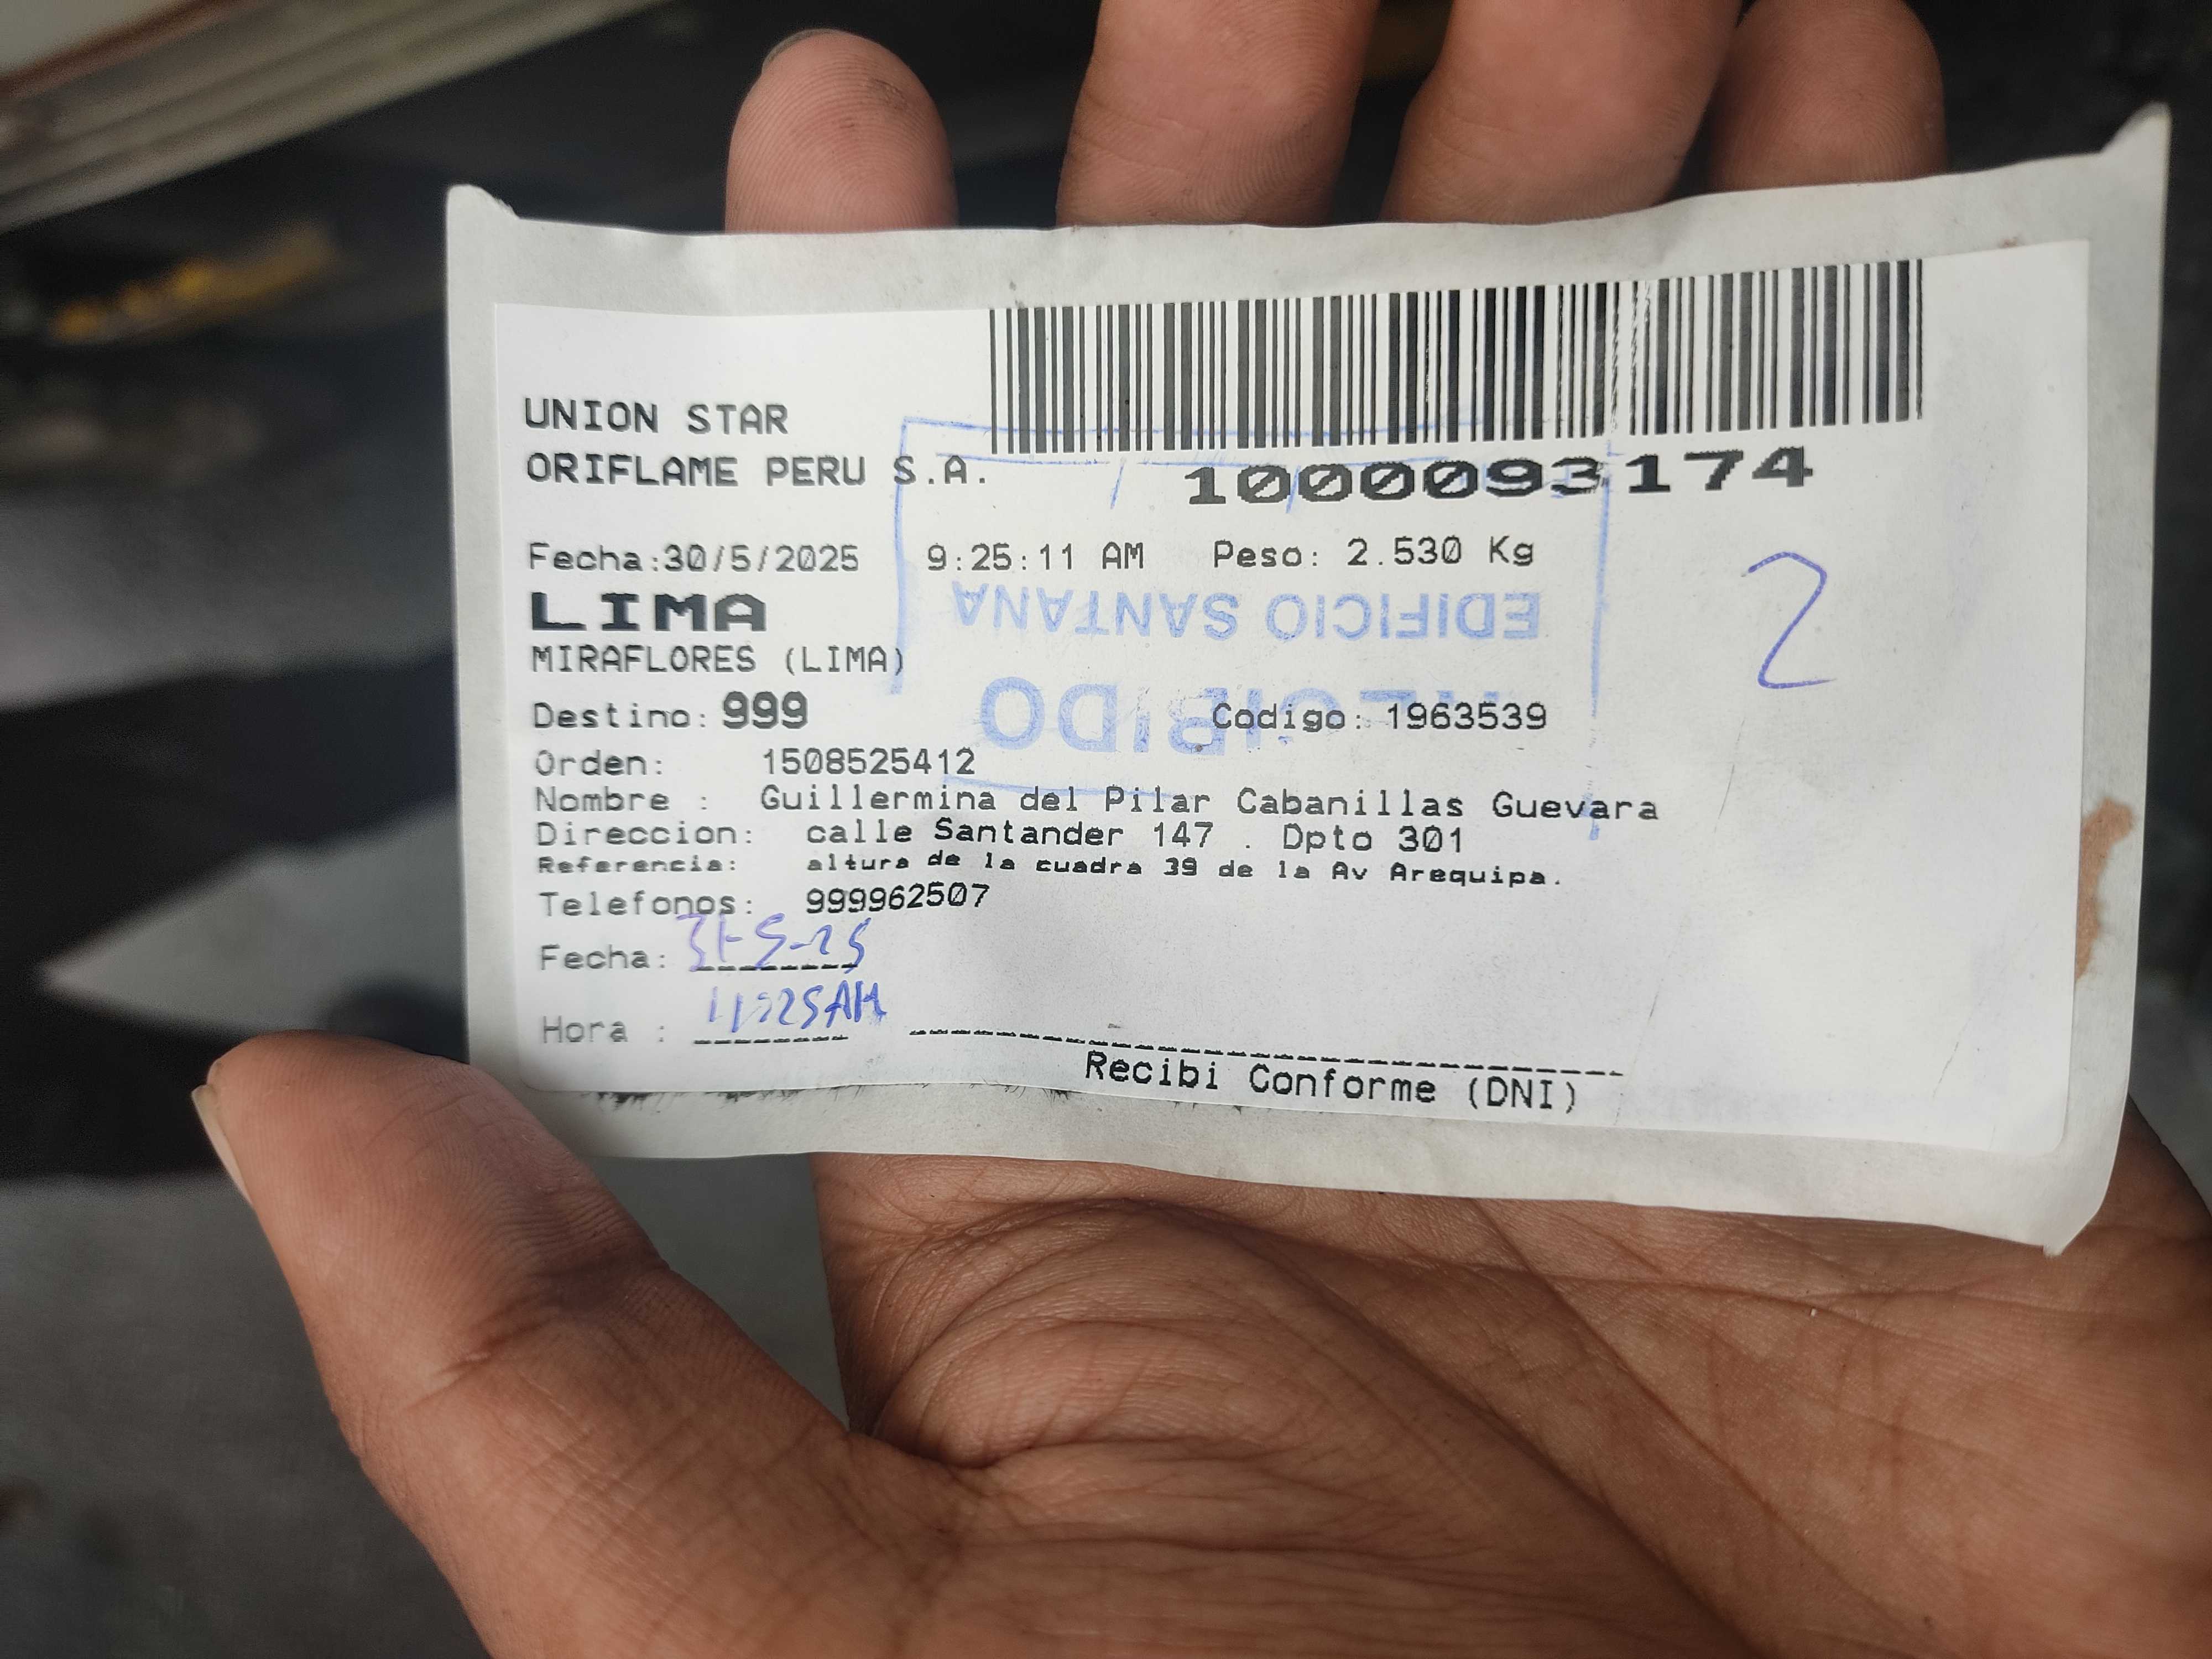 UNION STAR
ORIFLAME PERU S.A.
1000093174
Fecha:30/5/2025 9:25:11 AM Peso: 2.530 Kg
2
LIMA
EDIFICIO SANTANA
MIRAFLORES (LIMA)
Destino: 999 Codigo: 1963539
Orden: 1508525412
Nombre : Guillermina del Pilar Cabanillas Guevara
Direccion: calle Santander 147 . Dpto 301
Referencia: altura de la cuadra 39 de la Av Arequipa.
Telefonos: 999962507
Fecha: 31-5-25
Hora : 11:25AM
Recibi Conforme (DNI)